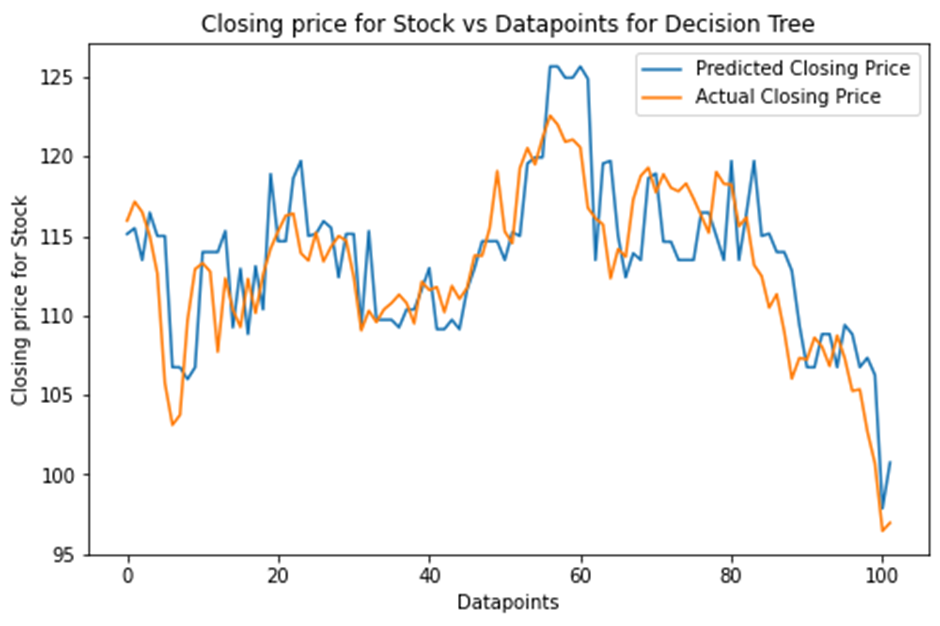 Closing price for Stock vs Datapoints for Decision Tree
Predicted Closing Price
Actual Closing Price
Closing price for Stock
125
120
115
110
105
100
95
0 20 40 60 80 100
Datapoints